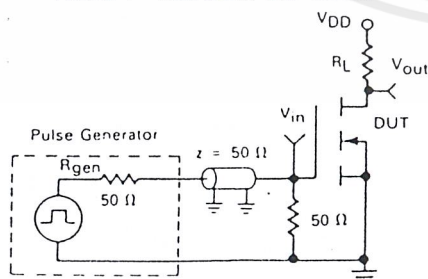 VDD
RL
Vout
Vin
DUT
Pulse Generator
Rgen
z = 50 Ω
50 Ω
50 Ω